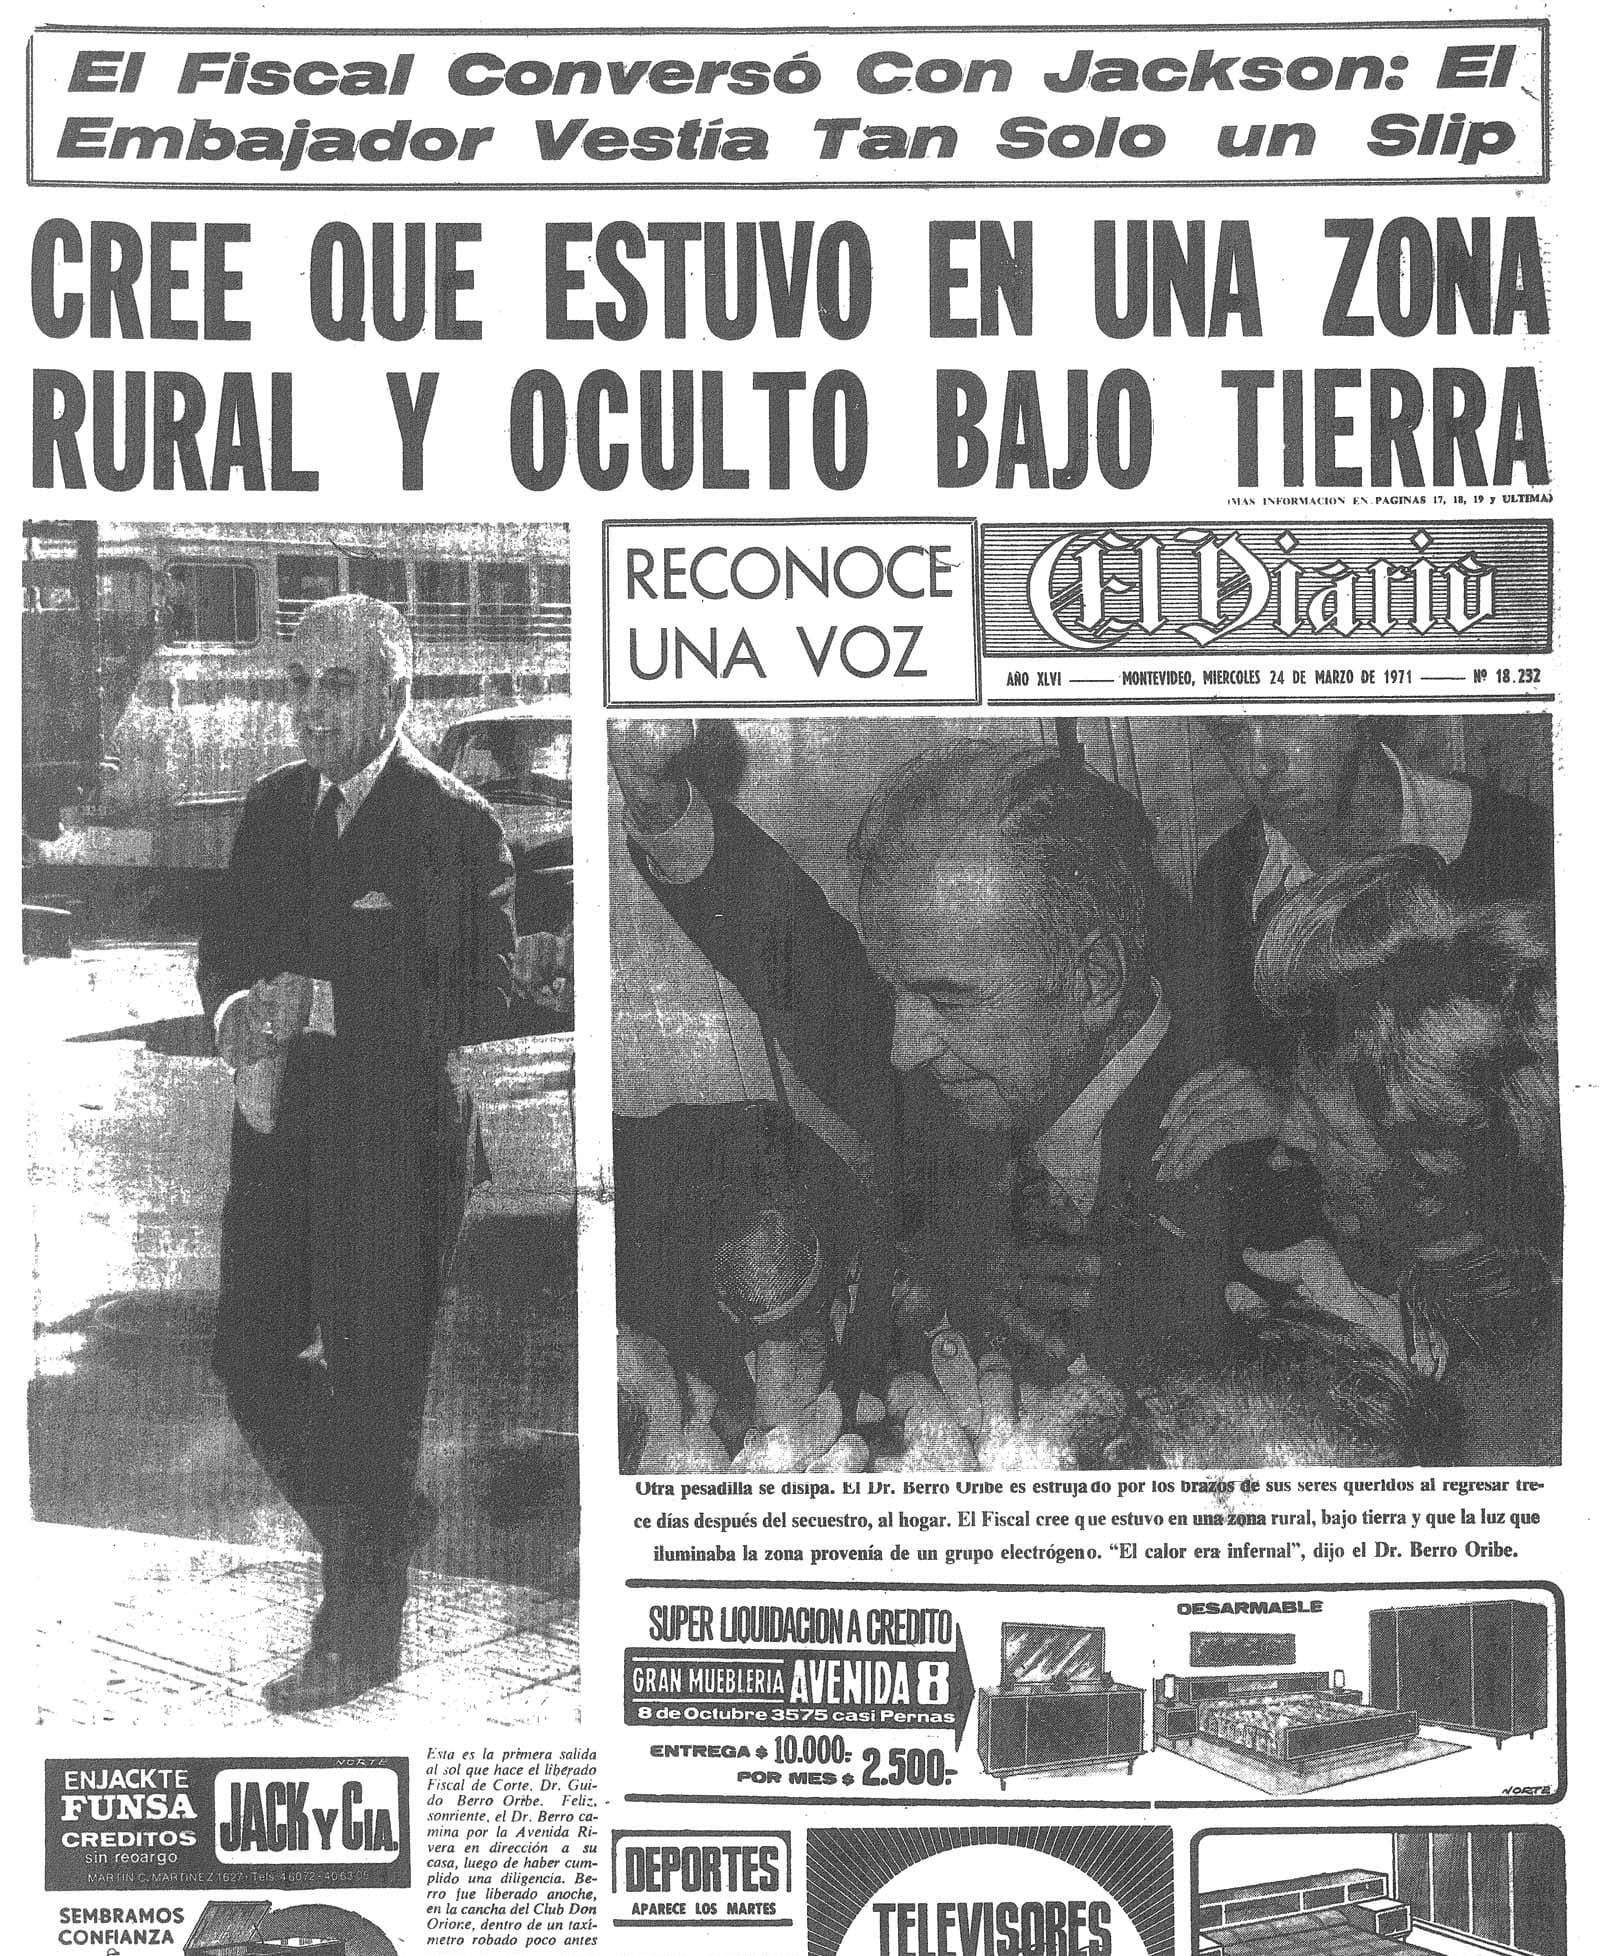 El Fiscal Conversó Con Jackson: El
Embajador Vestía Tan Solo un Slip
CREE QUE ESTUVO EN UNA ZONA
RURAL Y OCULTO BAJO TIERRA
(MAS INFORMACION EN PAGINAS 17, 18, 19 y ULTIMA)
RECONOCE
UNA VOZ
El Diario
AÑO XLVI — MONTEVIDEO, MIERCOLES 24 DE MARZO DE 1971 — Nº 18.232
Otra pesadilla se disipa. El Dr. Berro Oribe es estrujado por los brazos de sus seres queridos al regresar tre-
ce días después del secuestro, al hogar. El Fiscal cree que estuvo en una zona rural, bajo tierra y que la luz que
iluminaba la zona provenía de un grupo electrógeno. “El calor era infernal”, dijo el Dr. Berro Oribe.
SUPER LIQUIDACION A CREDITO
GRAN MUEBLERIA AVENIDA 8
8 de Octubre 3575 casi Pernas
ENTREGA $ 10.000.-
POR MES $ 2.500.-
DESARMABLE
NORTE
NORTE
ENJACKTE
FUNSA
CREDITOS
sin recargo
JACK y CIA.
MARTIN C. MARTINEZ 1627 - Tels. 46072 - 406305
SEMBRAMOS
CONFIANZA
Esta es la primera salida
al sol que hace el liberado
Fiscal de Corte, Dr. Gui-
do Berro Oribe. Feliz,
sonriente, el Dr. Berro ca-
mina por la Avenida Ri-
vera en dirección a su
casa, luego de haber cum-
plido una diligencia. Be-
rro fue liberado anoche,
en la cancha del Club Don
Orione, dentro de un taxí-
metro robado poco antes
DEPORTES
APARECE LOS MARTES
TELEVISORES